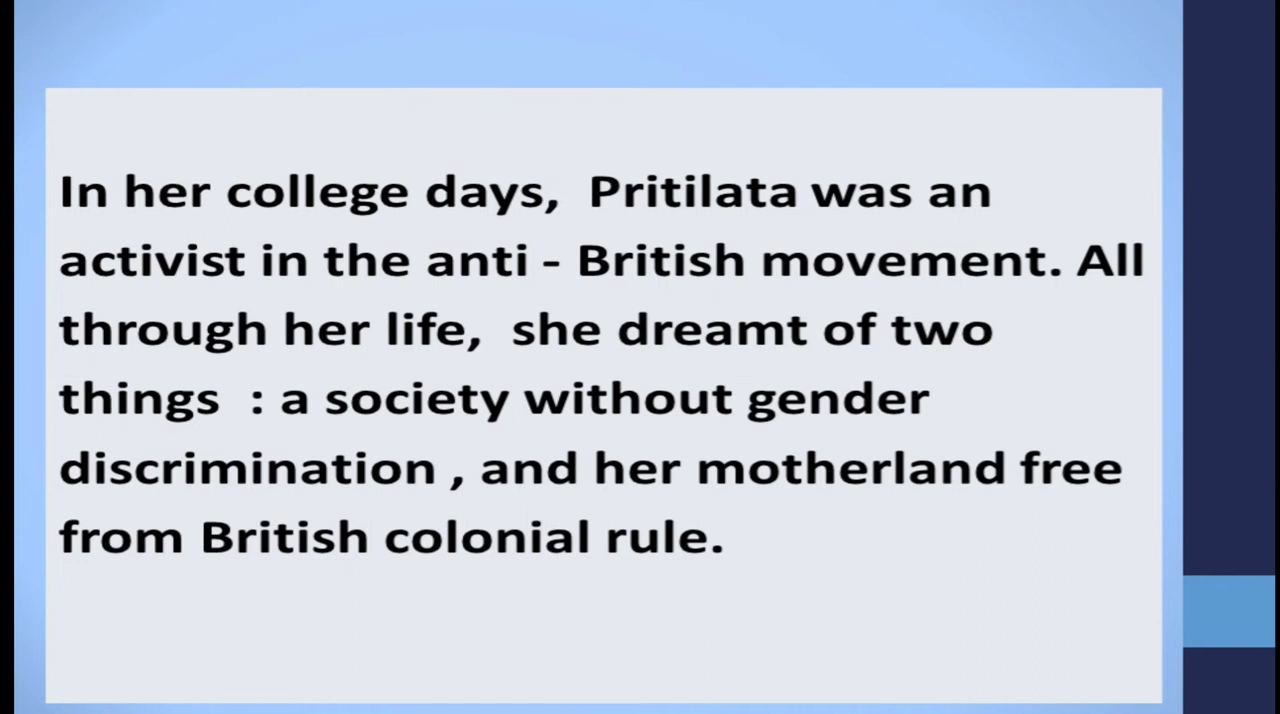 In her college days,  Pritilata was an
activist in the anti - British movement. All
through her life,  she dreamt of two
things  : a society without gender
discrimination , and her motherland free
from British colonial rule.